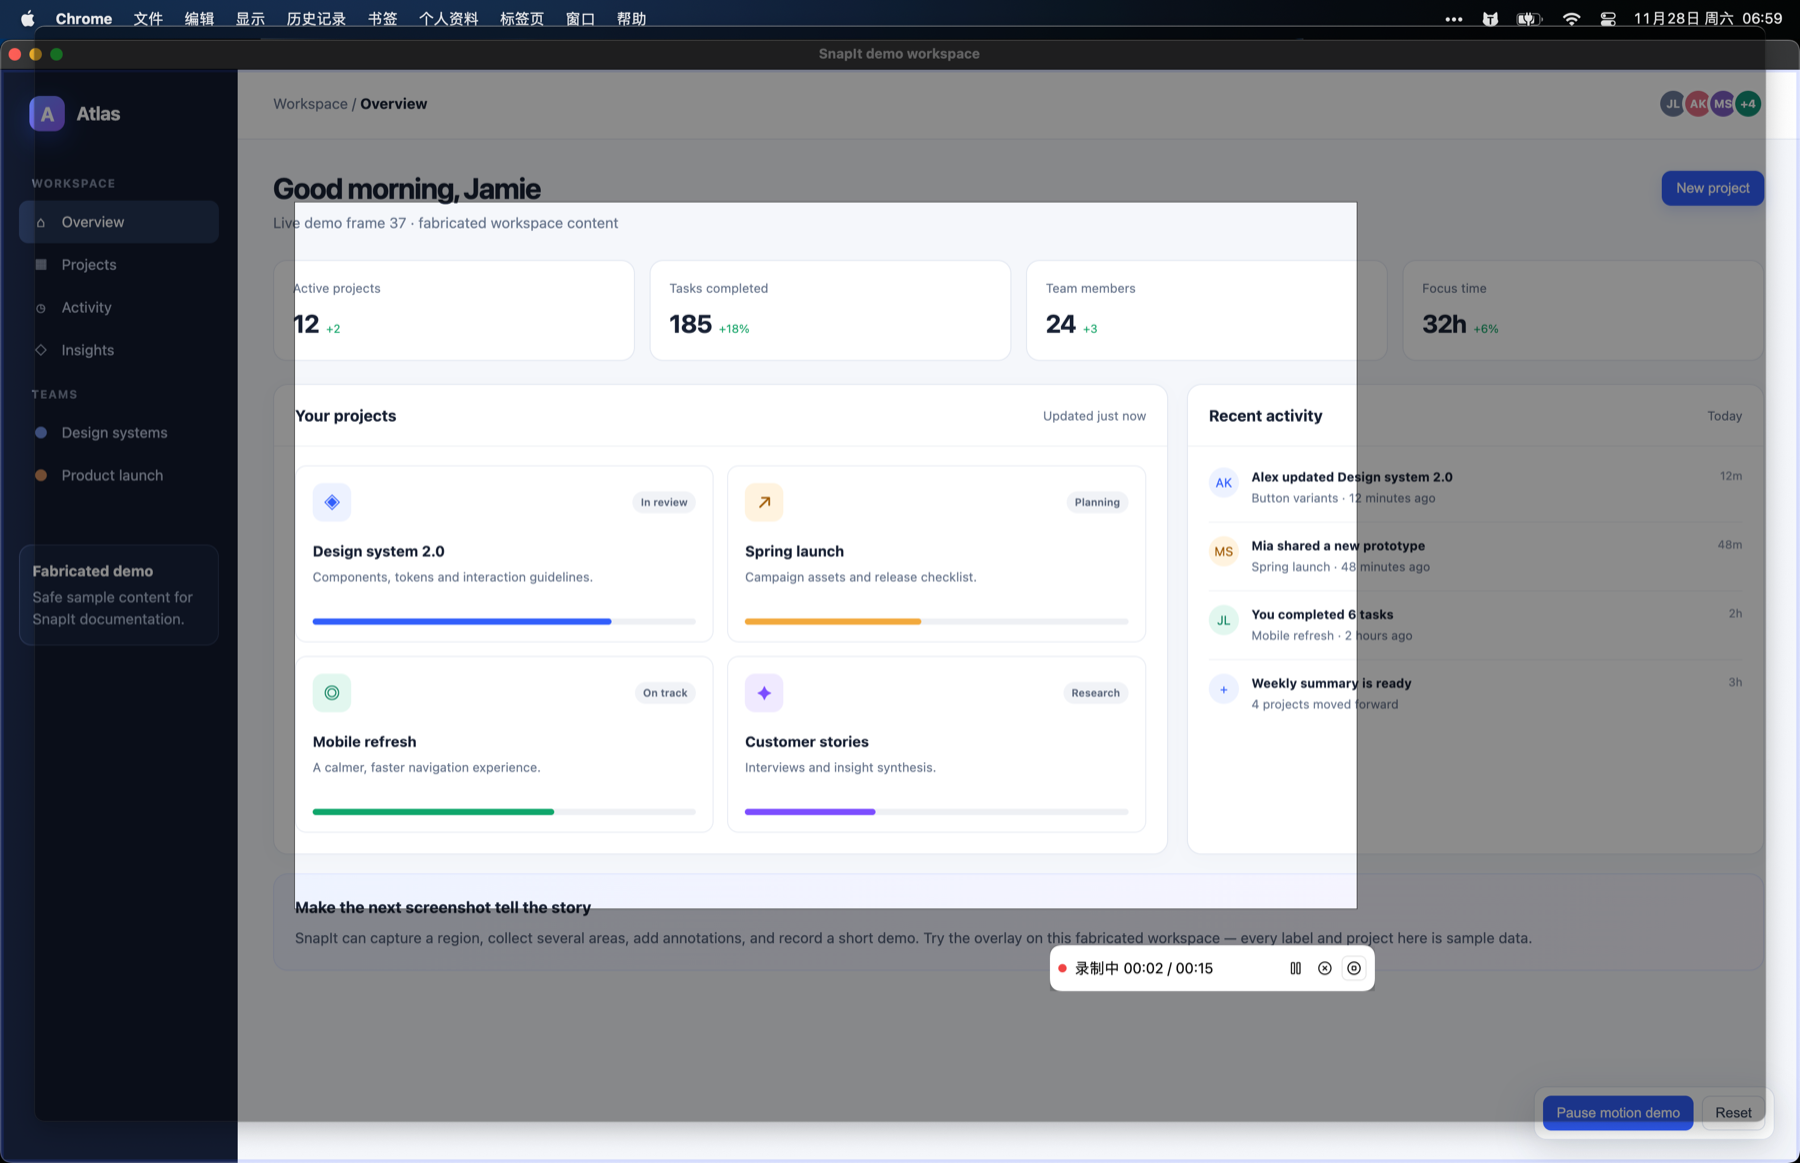 Chrome 文件 编辑 显示 历史记录 书签 个人资料 标签页 窗口 帮助 11月28日 周六 06:59
SnapIt demo workspace
A Atlas
WORKSPACE
Overview
Projects
Activity
Insights
TEAMS
Design systems
Product launch
Fabricated demo
Safe sample content for
SnapIt documentation.
Workspace / Overview
JL AK MS +4
Good morning, Jamie
Live demo frame 37 · fabricated workspace content
New project
Active projects
12 +2
Tasks completed
185 +18%
Team members
24 +3
Focus time
32h +6%
Your projects Updated just now
In review
Design system 2.0
Components, tokens and interaction guidelines.
Planning
Spring launch
Campaign assets and release checklist.
On track
Mobile refresh
A calmer, faster navigation experience.
Research
Customer stories
Interviews and insight synthesis.
Recent activity Today
AK Alex updated Design system 2.0 12m
Button variants · 12 minutes ago
MS Mia shared a new prototype 48m
Spring launch · 48 minutes ago
JL You completed 6 tasks 2h
Mobile refresh · 2 hours ago
+ Weekly summary is ready 3h
4 projects moved forward
Make the next screenshot tell the story
SnapIt can capture a region, collect several areas, add annotations, and record a short demo. Try the overlay on this fabricated workspace — every label and project here is sample data.
录制中 00:02 / 00:15
Pause motion demo Reset